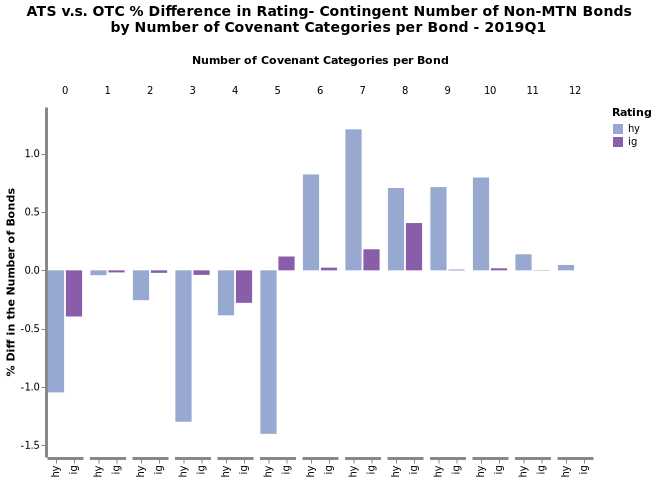 ATS v.s. OTC % Difference in Rating- Contingent Number of Non-MTN Bonds
by Number of Covenant Categories per Bond - 2019Q1
Number of Covenant Categories per Bond
0 1 2 3 4 5 6 7 8 9 10 11 12
Rating
hy
ig
% Diff in the Number of Bonds
1.0
0.5
0.0
-0.5
-1.0
-1.5
hy ig hy ig hy ig hy ig hy ig hy ig hy ig hy ig hy ig hy ig hy ig hy ig hy ig